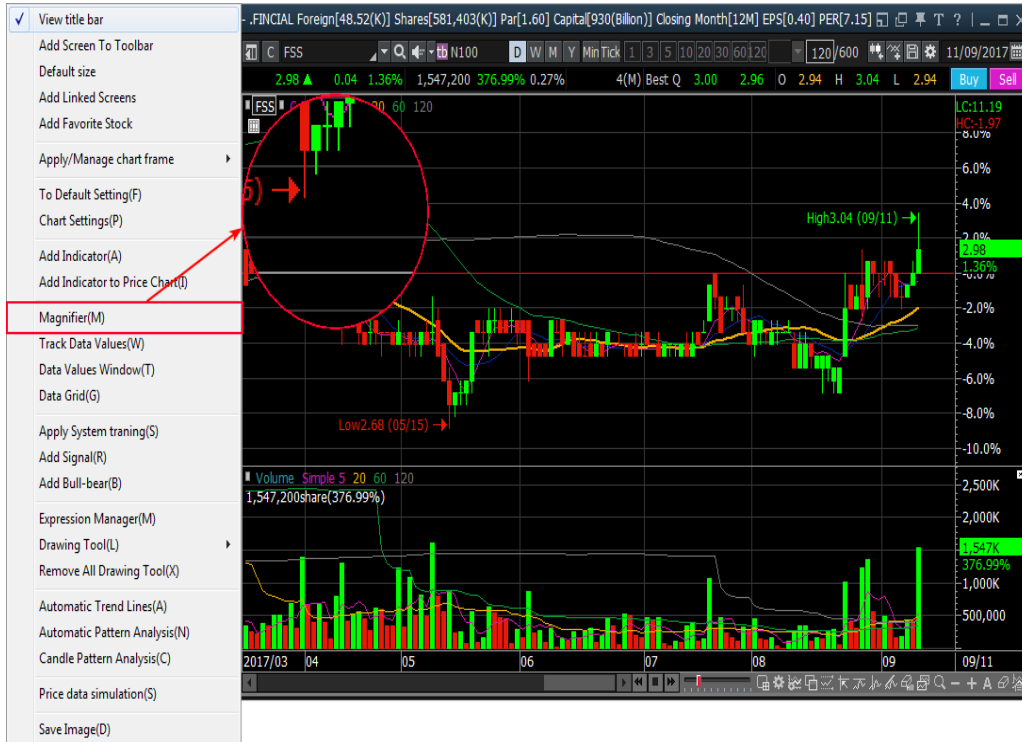 View title bar
Add Screen To Toolbar
Default size
Add Linked Screens
Add Favorite Stock
Apply/Manage chart frame
To Default Setting(F)
Chart Settings(P)
Add Indicator(A)
Add Indicator to Price Chart(I)
Magnifier(M)
Track Data Values(W)
Data Values Window(T)
Data Grid(G)
Apply System traning(S)
Add Signal(R)
Add Bull-bear(B)
Expression Manager(M)
Drawing Tool(L)
Remove All Drawing Tool(X)
Automatic Trend Lines(A)
Automatic Pattern Analysis(N)
Candle Pattern Analysis(C)
Price data simulation(S)
Save Image(D)
- .FINCIAL Foreign[48.52(K)] Shares[581,403(K)] Par[1.60] Capital[930(Billion)] Closing Month[12M] EPS[0.40] PER[7.15] T ?
C FSS tb N100 D W M Y Min Tick 1 3 5 10 20 30 60 120 120/600 11/09/2017
2.98 ▲ 0.04 1.36% 1,547,200 376.99% 0.27% 4(M) Best Q 3.00 2.96 O 2.94 H 3.04 L 2.94 Buy Sell
FSS 20 60 120
LC:11.19
HC:-1.97
8.0%
6.0%
5)
4.0%
High3.04 (09/11)
2.0%
2.98
1.36%
-0.0%
-2.0%
-4.0%
-6.0%
-8.0%
Low2.68 (05/15)
-10.0%
Volume Simple 5 20 60 120
1,547,200share(376.99%)
2,500K
2,000K
1,547K
376.99%
1,000K
500,000
2017/03 04 05 06 07 08 09 09/11
A